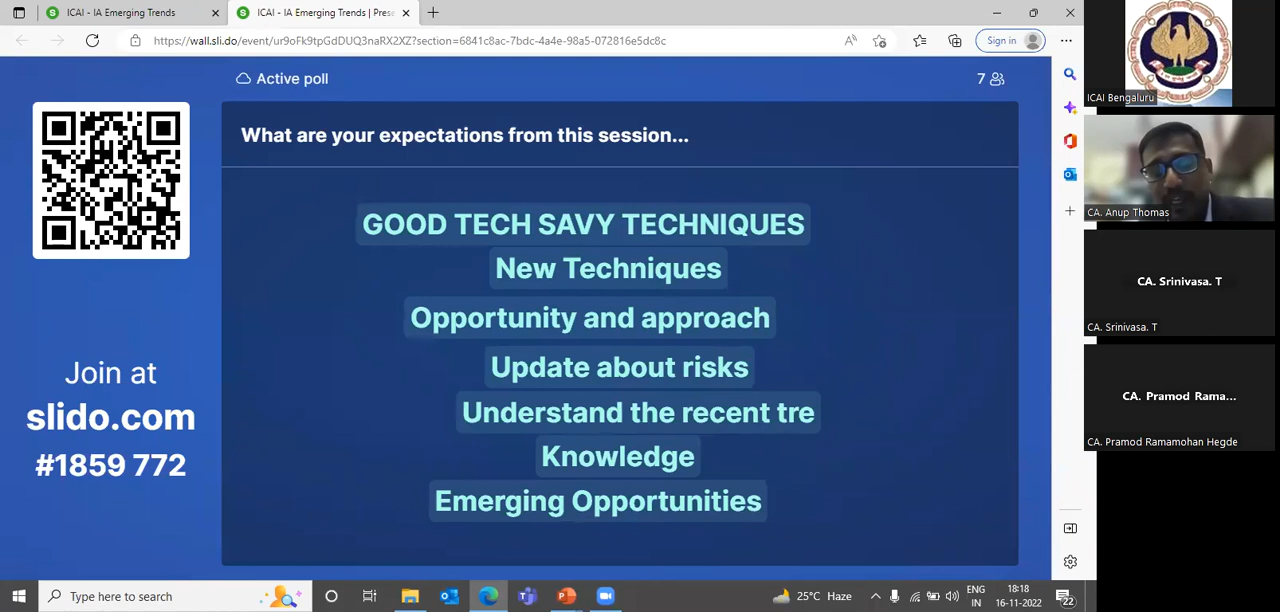 ICAI - IA Emerging Trends
ICAI - IA Emerging Trends | Prese
https://wall.sli.do/event/ur9oFk9tpGdDUQ3naRX2XZ?section=6841c8ac-7bdc-4a4e-98a5-072816e5dc8c
Sign in
Active poll
7
What are your expectations from this session...
GOOD TECH SAVY TECHNIQUES
New Techniques
Opportunity and approach
Update about risks
Understand the recent tre
Knowledge
Emerging Opportunities
Join at
slido.com
#1859 772
ICAI Bengaluru
CA. Anup Thomas
CA. Srinivasa. T
CA. Srinivasa. T
CA. Pramod Rama...
CA. Pramod Ramamohan Hegde
Type here to search
25°C Haze
ENG
IN
18:18
16-11-2022
22